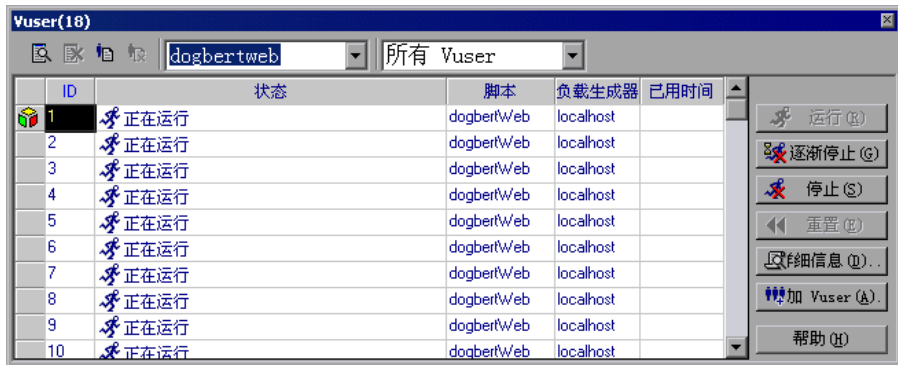 Vuser(18)
dogbertweb 所有 Vuser
ID 状态 脚本 负载生成器 已用时间
1 正在运行 dogbertWeb localhost
2 正在运行 dogbertWeb localhost
3 正在运行 dogbertWeb localhost
4 正在运行 dogbertWeb localhost
5 正在运行 dogbertWeb localhost
6 正在运行 dogbertWeb localhost
7 正在运行 dogbertWeb localhost
8 正在运行 dogbertWeb localhost
9 正在运行 dogbertWeb localhost
10 正在运行 dogbertWeb localhost
运行(R)
逐渐停止(G)
停止(S)
重置(E)
详细信息(D)..
加 Vuser(A).
帮助(H)